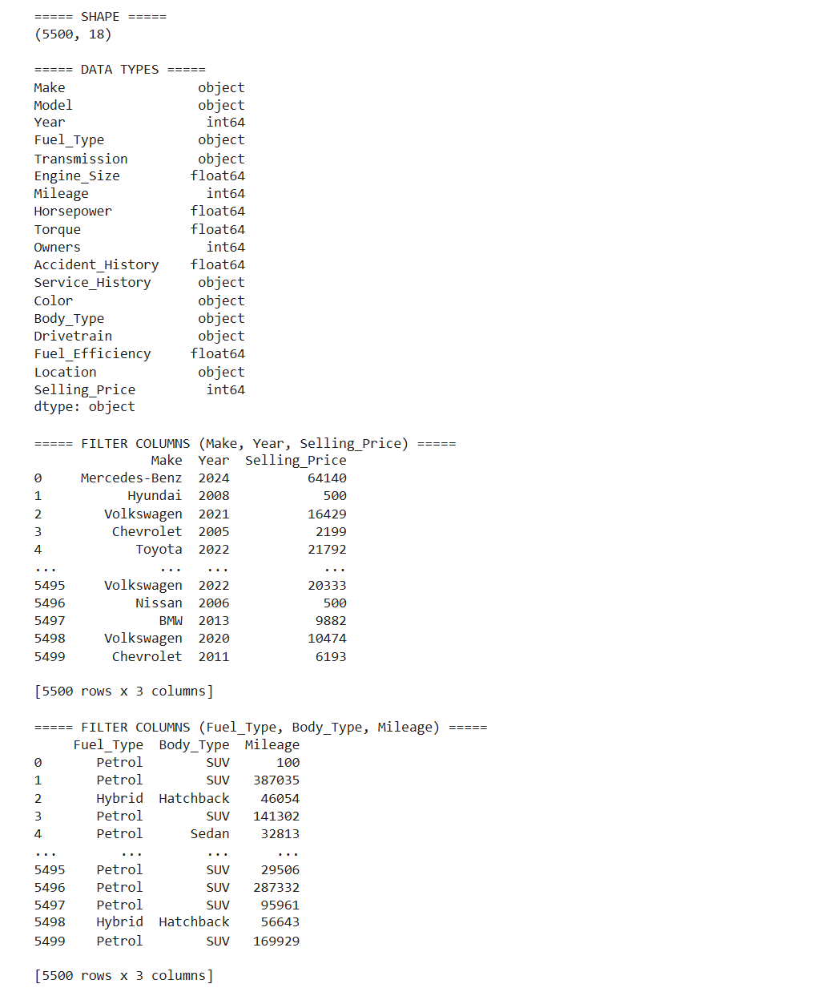 ===== SHAPE =====
(5500, 18)
===== DATA TYPES =====
Make                 object
Model                object
Year                  int64
Fuel_Type            object
Transmission         object
Engine_Size         float64
Mileage               int64
Horsepower          float64
Torque              float64
Owners                int64
Accident_History    float64
Service_History      object
Color                object
Body_Type            object
Drivetrain           object
Fuel_Efficiency     float64
Location             object
Selling_Price         int64
dtype: object
===== FILTER COLUMNS (Make, Year, Selling_Price) =====
               Make  Year  Selling_Price
0     Mercedes-Benz  2024          64140
1           Hyundai  2008            500
2        Volkswagen  2021          16429
3         Chevrolet  2005           2199
4            Toyota  2022          21792
...             ...   ...            ...
5495     Volkswagen  2022          20333
5496         Nissan  2006            500
5497            BMW  2013           9882
5498     Volkswagen  2020          10474
5499      Chevrolet  2011           6193
[5500 rows x 3 columns]
===== FILTER COLUMNS (Fuel_Type, Body_Type, Mileage) =====
     Fuel_Type  Body_Type  Mileage
0       Petrol        SUV      100
1       Petrol        SUV   387035
2       Hybrid  Hatchback    46054
3       Petrol        SUV   141302
4       Petrol      Sedan    32813
...        ...        ...      ...
5495    Petrol        SUV    29506
5496    Petrol        SUV   287332
5497    Petrol        SUV    95961
5498    Hybrid  Hatchback    56643
5499    Petrol        SUV   169929
[5500 rows x 3 columns]